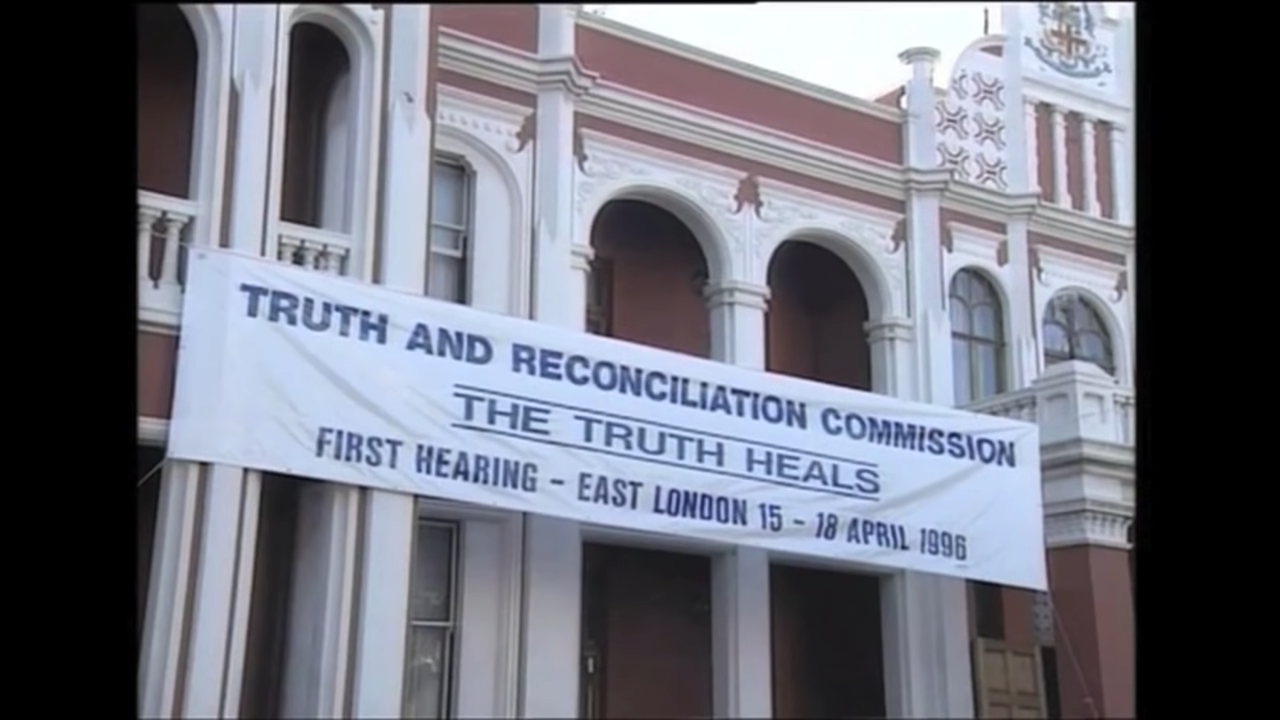 TRUTH AND RECONCILIATION COMMISSION
THE TRUTH HEALS
FIRST HEARING - EAST LONDON 15 - 18 APRIL 1996